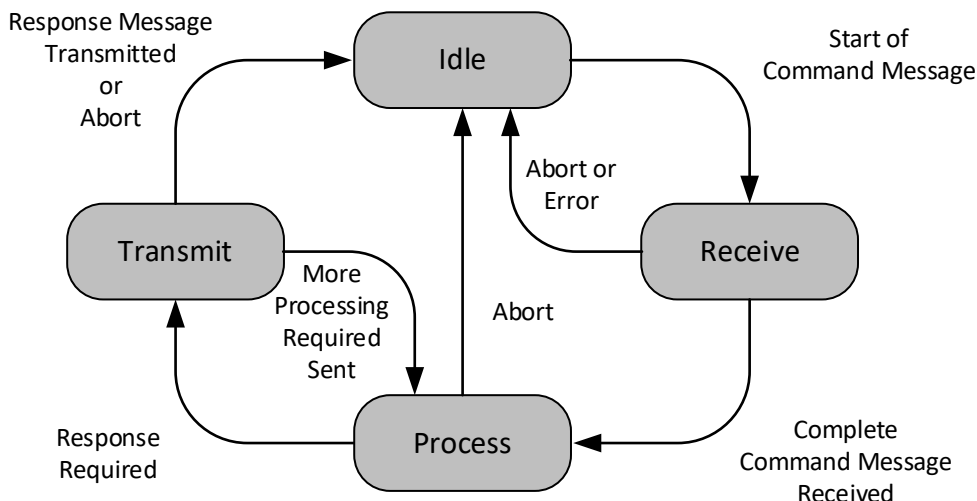 Response Message
Transmitted
or
Abort
Idle
Start of
Command Message
Abort or
Error
Transmit
Receive
More
Processing
Required
Sent
Abort
Response
Required
Process
Complete
Command Message
Received